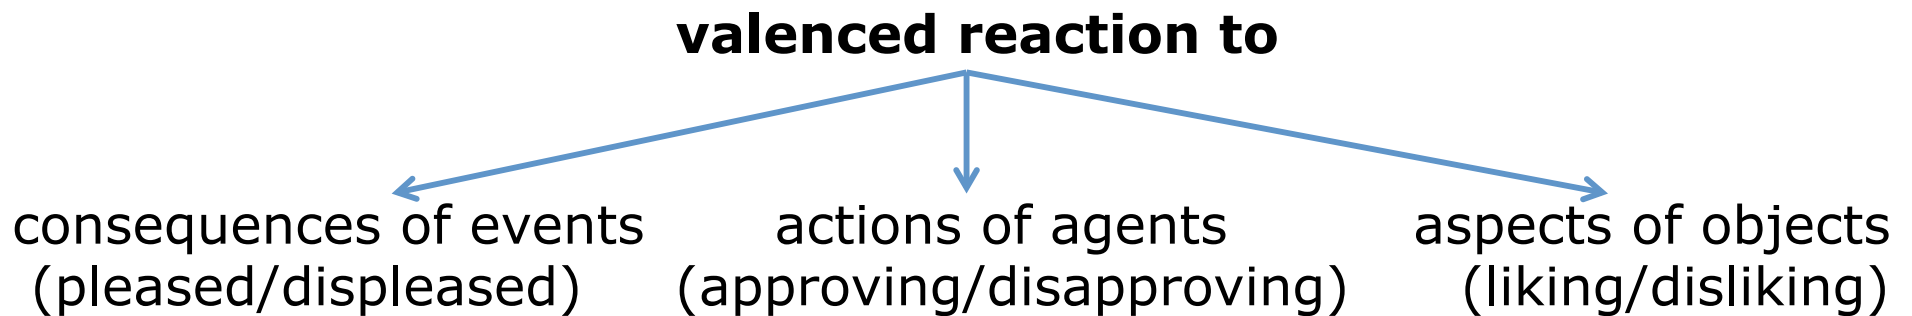 valenced reaction to
consequences of events
(pleased/displeased)
actions of agents
(approving/disapproving)
aspects of objects
(liking/disliking)